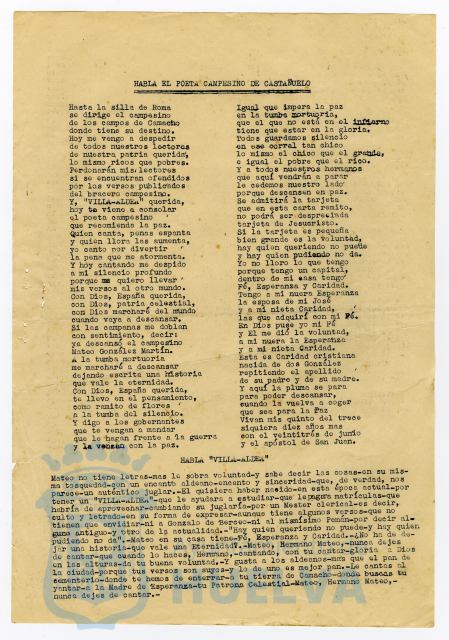 HABLA EL POETA CAMPESINO DE CASTAÑUELO
Hasta la silla de Roma
se dirige el campesino
de los campos de Camacho
donde tiene su destino.
Hoy me vengo a despedir
de todos nuestros lectores
de nuestra patria querida,
lo mismo ricos que pobres.
Perdonarán mis lectores
si se encuentran ofendidos
por los versos publicados
del bracero campesino.
Y, "VILLA-ALDEA" querida,
hoy te viene a consolar
el poeta campesino
que recomienda la paz.
Quien canta, penas espanta
y quien llora las aumenta,
yo canto por divertir
la pena que me atormenta.
Y hoy cantando me despido
a mi silencio profundo
porque me quiero llevar
mis versos al otro mundo.
Con Dios, España querida,
con Dios, patria celestial,
con Dios marcharé del mundo
cuando vaya a descansar.
Si las campanas me doblan
con sentimiento, decir:
ya descansó el campesino
Mateo González Martín.
A la tumba mortuoria
me marcharé a descansar
dejando escrita una historia
que vale la eternidad.
Con Dios, España querida,
te llevo en el pensamiento,
como ramito de flores
a la tumba del silencio.
Y digo a los gobernantes
que te vengan a mandar
que le hagan frente a la guerra
y la venzan con la paz.
Igual que impere la paz
en la tumba mortuoria,
que el que no está en el infierno
tiene que estar en la gloria.
Todos guardamos silencio
en ese corral tan chico
lo mismo el chico que el grande,
e igual el pobre que el rico.
Y a todos nuestros hermanos
que aquí vendrán a parar
le cedemos nuestro lado
porque descansen en paz.
Se admitirá la tarjeta
que en esta carta remito,
no podrá ser despreciada
tarjeta de Jesucristo.
Si la tarjeta es pequeña
bien grande es la voluntad,
hay quien queriendo no puede
y hay quien pudiendo no da.
Yo no lloro lo que tengo
porque tengo un capital,
dentro de mi casa tengo
Fé, Esperanza y Caridad.
Tengo a mi nuera Esperanza
la esposa de mi José
y a mi nieta Caridad,
las que adquirí con mi Fé.
En Dios puse yo mi Fé
y El me dió la voluntad,
a mi nuera la Esperanza
y a mi nieta Caridad.
Esta es Caridad cristiana
nacida de dos González
repitiendo el apellido
de su padre y de su madre.
Y aquí la pluma se para
para poder descansar,
cuando la vuelva a coger
que sea para la Paz
Vivan mis quinto del trece
siquiera diez años mas
son el veintitrés de junio
y el apóstol de San Juan.
HABLA "VILLA-ALDEA"
Mateo no tiene letras-mas le sobra voluntad-y sabe decir las cosas-en su mis-
ma tosquedad-con un encanto aldeano-encanto y sinceridad-que, de verdad, nos
parece-un auténtico juglar.-El quisiera haber nacido-en esta época actual-por
tener un "VILLA-ALDEA"-que le ayudara a estudiar-que le pagara matrículas-que
habría de aprovechar-cambiando su juglaría-por un Mester clerical-es decir,
culto y letrado-en su forma de expresar-aunque tiene algunos versos-que no
tienen que envidiar-ni a Gonzalo de Berceo-ni al mismísimo Pemán-por decir al-
guno antiguo-y otro de la actualidad.-"Hay quien queriendo no puede-y hay quien
pudiendo no da".-Mateo en su casa tiene-Fé, Esperanza y Caridad.-¿No ha de de-
jar una historia-que vale una Eternidad?.-Mateo, Hermano Mateo,-nunca dejes
de cantar-que cuando lo haces, Hermano,-cantando, con tu cantar-gloria a Dios
en las alturas-da tu buena voluntad.-Y gusta a los aldeanos-más que el pan de
la ciudad-porque tus versos son suyos-y lo de uno es mejor pan.-Le cantas al
cementerio-donde te hemos de enterrar-a tu tierra de Camacho-donde buscas tu
yantar-a la Madre de Esperanza-tu Patrona Celestial-Mateo, Hermano Mateo,-
nunca dejes de cantar.-
HUELVA